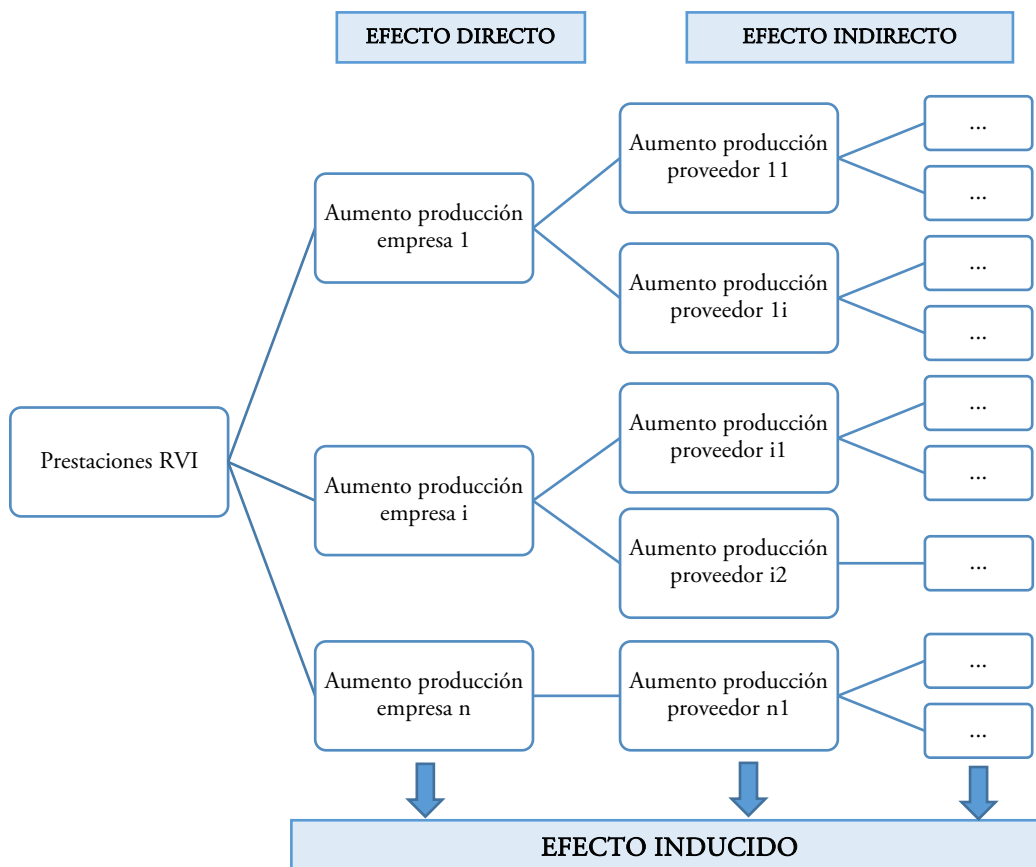 EFECTO DIRECTO
EFECTO INDIRECTO
Prestaciones RVI
Aumento producción
empresa 1
Aumento producción
proveedor 11
...
...
Aumento producción
proveedor 1i
...
...
Aumento producción
empresa i
Aumento producción
proveedor i1
...
...
Aumento producción
proveedor i2
...
Aumento producción
empresa n
Aumento producción
proveedor n1
...
...
EFECTO INDUCIDO